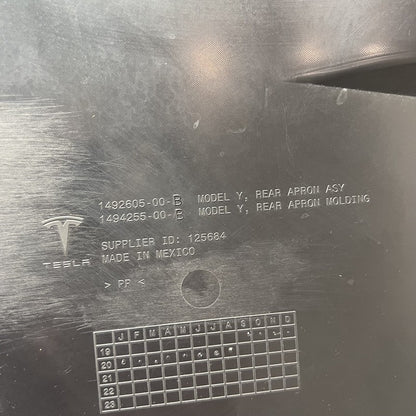 1492605-00-B MODEL Y, REAR APRON ASY
1494255-00-B MODEL Y, REAR APRON MOLDING
TESLA
SUPPLIER ID: 125684
MADE IN MEXICO
> PP <
J F M A M J J A S O N D
19
20
21
22
23